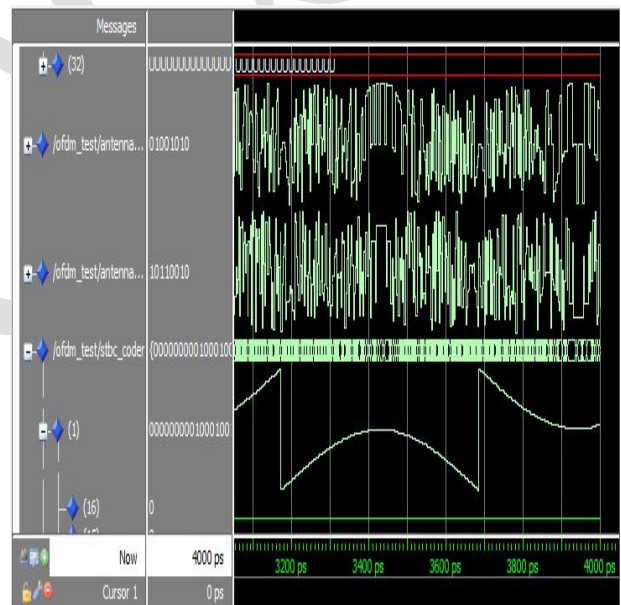 Messages
(32) UUUUUUUUUUUUU UUUUUUUUUUUUUUUU
/ofdm_test/antenna... 01001010
/ofdm_test/antenna... 10110010
/ofdm_test/stbc_coder {0000000001000100
(1) 0000000001000100
(16) 0
Now 4000 ps 3200 ps 3400 ps 3600 ps 3800 ps 4000 ps
Cursor 1 0 ps